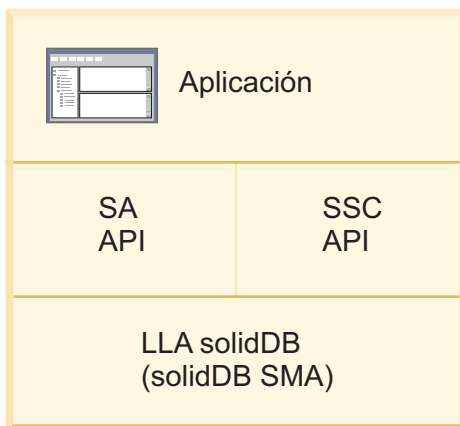 Aplicación
SA
API
SSC
API
LLA solidDB
(solidDB SMA)